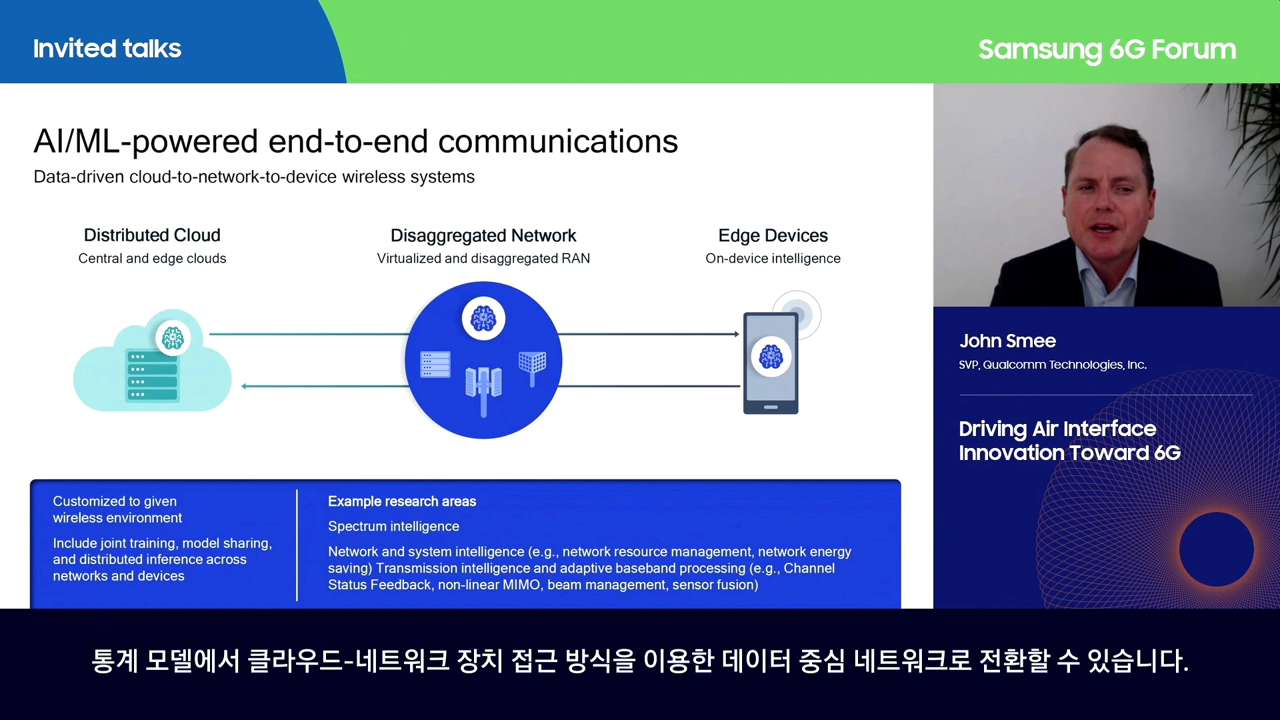 Invited talks
Samsung 6G Forum
AI/ML-powered end-to-end communications
Data-driven cloud-to-network-to-device wireless systems
Distributed Cloud
Central and edge clouds
Disaggregated Network
Virtualized and disaggregated RAN
Edge Devices
On-device intelligence
Customized to given
wireless environment
Include joint training, model sharing,
and distributed inference across
networks and devices
Example research areas
Spectrum intelligence
Network and system intelligence (e.g., network resource management, network energy
saving) Transmission intelligence and adaptive baseband processing (e.g., Channel
Status Feedback, non-linear MIMO, beam management, sensor fusion)
John Smee
SVP, Qualcomm Technologies, Inc.
Driving Air Interface
Innovation Toward 6G
통계 모델에서 클라우드-네트워크 장치 접근 방식을 이용한 데이터 중심 네트워크로 전환할 수 있습니다.